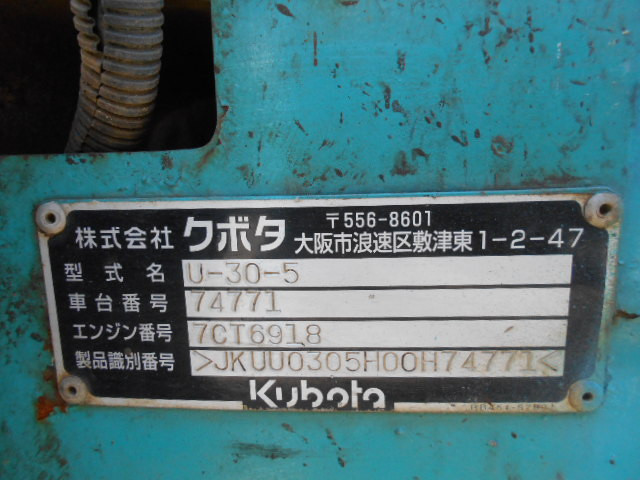 株式会社 クボタ 〒556-8601
大阪市浪速区敷津東1-2-47
型式名 U-30-5
車台番号 74771
エンジン番号 7CT6918
製品識別番号 >JKUU0305H00H74771<
Kubota